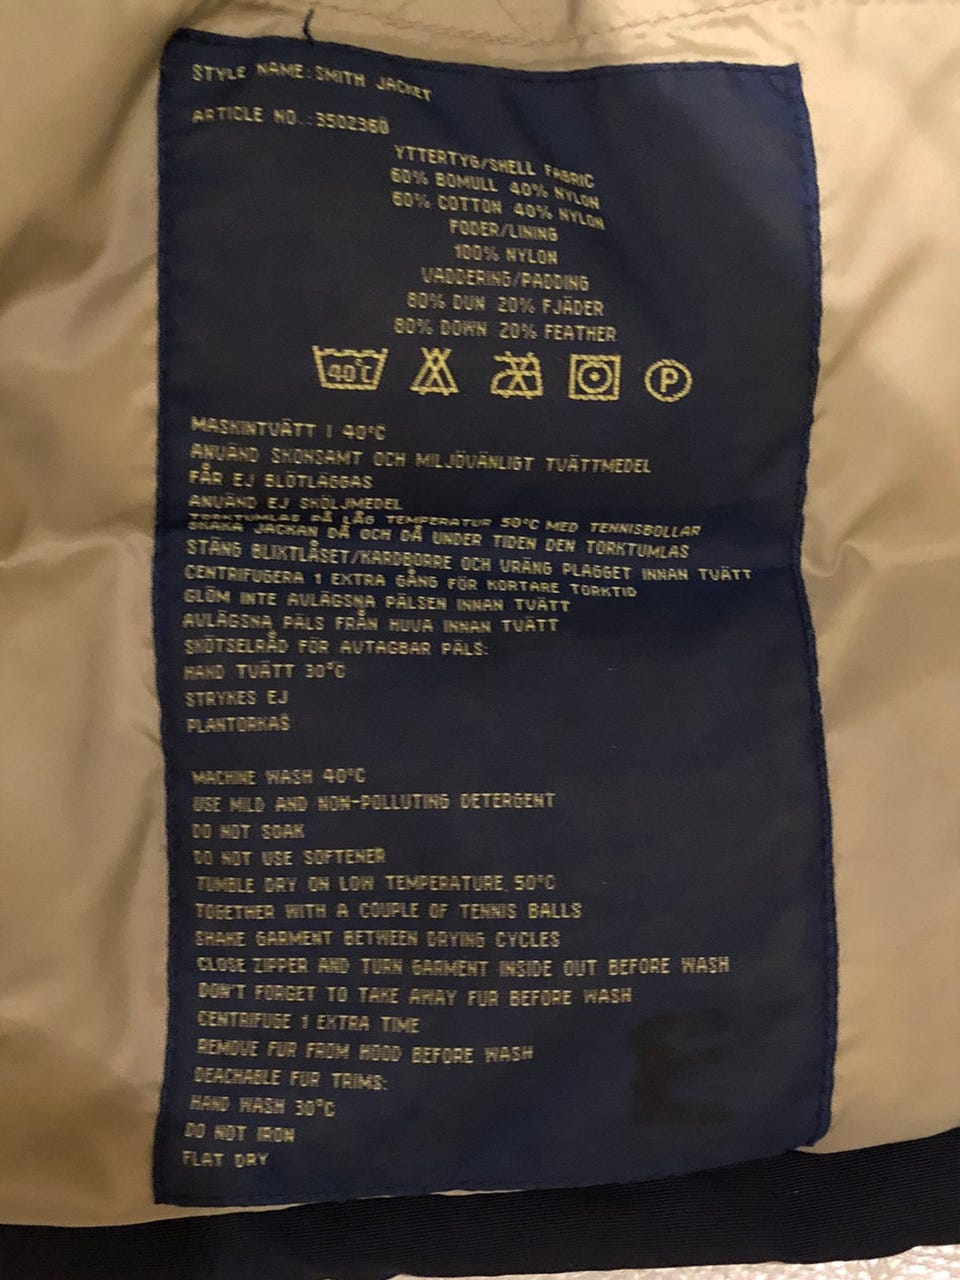 STYLE NAME: SMITH JACKET
ARTICLE NO.: 3502360
YTTERTYG/SHELL FABRIC
60% BOMULL 40% NYLON
60% COTTON 40% NYLON
FODER/LINING
100% NYLON
VADDERING/PADDING
80% DUN 20% FJÄDER
80% DOWN 20% FEATHER
40°C P
MASKINTVÄTT I 40°C
ANVÄND SKONSAMT OCH MILJÖVÄNLIGT TVÄTTMEDEL
FÅR EJ BLÖTLÄGGAS
ANVÄND EJ SKÖLJMEDEL
TORKTUMLAS PÅ LÅG TEMPERATUR 50°C MED TENNISBOLLAR
SKAKA JACKAN DÅ OCH DÅ UNDER TIDEN DEN TORKTUMLAS
STÄNG BLIXTLÅSET/KARDBORRE OCH VRÄNG PLAGGET INNAN TVÄTT
CENTRIFUGERA 1 EXTRA GÅNG FÖR KORTARE TORKTID
GLÖM INTE AVLÄGSNA PÄLSEN INNAN TVÄTT
AVLÄGSNA PÄLS FRÅN HUVA INNAN TVÄTT
SKÖTSELRÅD FÖR AVTAGBAR PÄLS:
HAND TVÄTT 30°C
STRYKES EJ
PLANTORKAS
MACHINE WASH 40°C
USE MILD AND NON-POLLUTING DETERGENT
DO NOT SOAK
DO NOT USE SOFTENER
TUMBLE DRY ON LOW TEMPERATURE, 50°C
TOGETHER WITH A COUPLE OF TENNIS BALLS
SHAKE GARMENT BETWEEN DRYING CYCLES
CLOSE ZIPPER AND TURN GARMENT INSIDE OUT BEFORE WASH
DON'T FORGET TO TAKE AWAY FUR BEFORE WASH
CENTRIFUGE 1 EXTRA TIME
REMOVE FUR FROM HOOD BEFORE WASH
DEACHABLE FUR TRIMS:
HAND WASH 30°C
DO NOT IRON
FLAT DRY